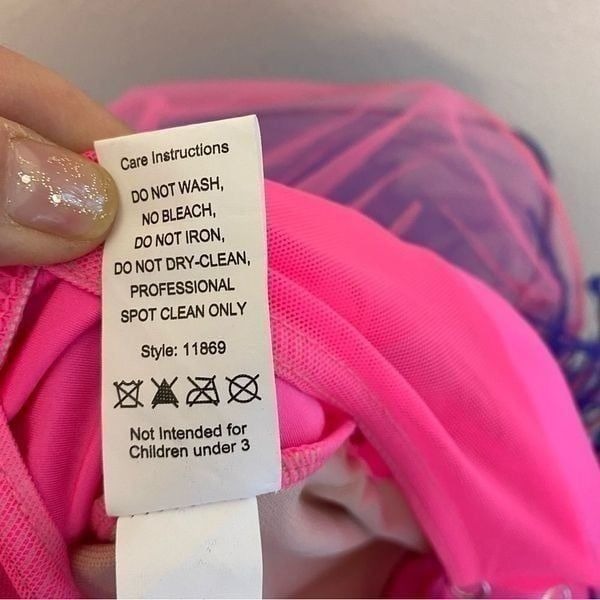 Care Instructions
DO NOT WASH,
NO BLEACH,
DO NOT IRON,
DO NOT DRY-CLEAN,
PROFESSIONAL
SPOT CLEAN ONLY
Style: 11869
Not Intended for
Children under 3